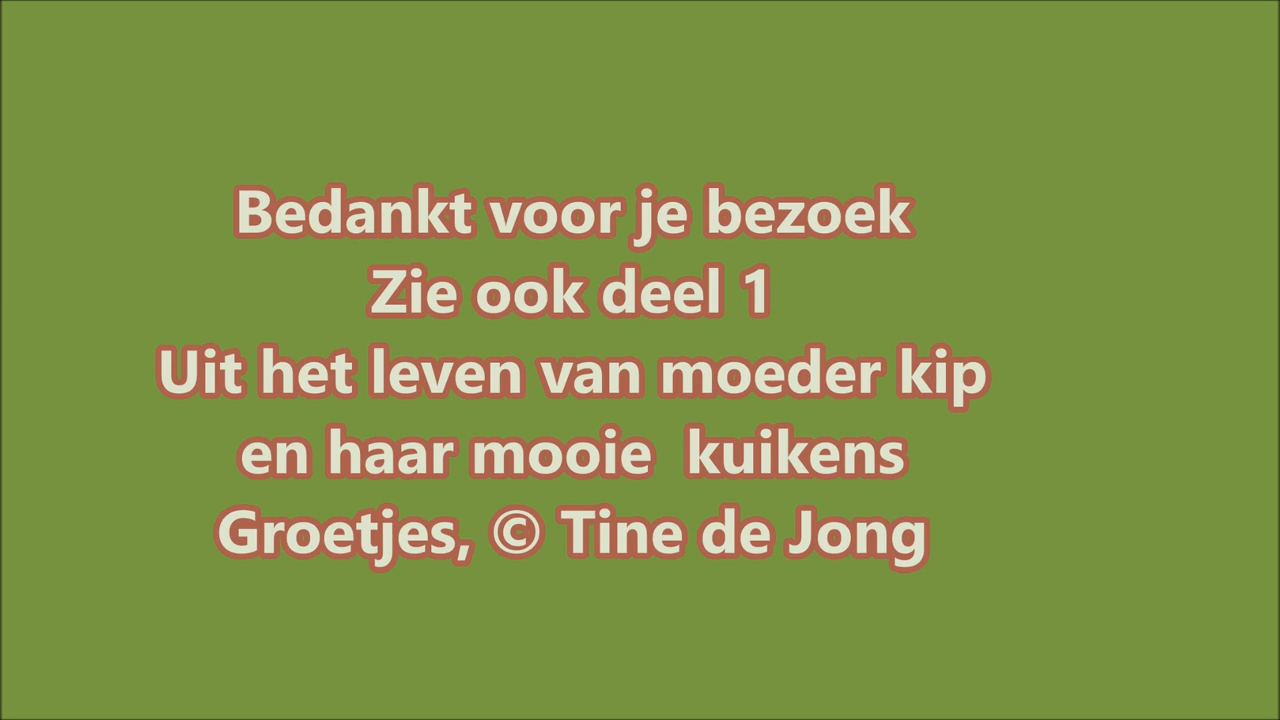 Bedankt voor je bezoek
Zie ook deel 1
Uit het leven van moeder kip
en haar mooie  kuikens
Groetjes, © Tine de Jong